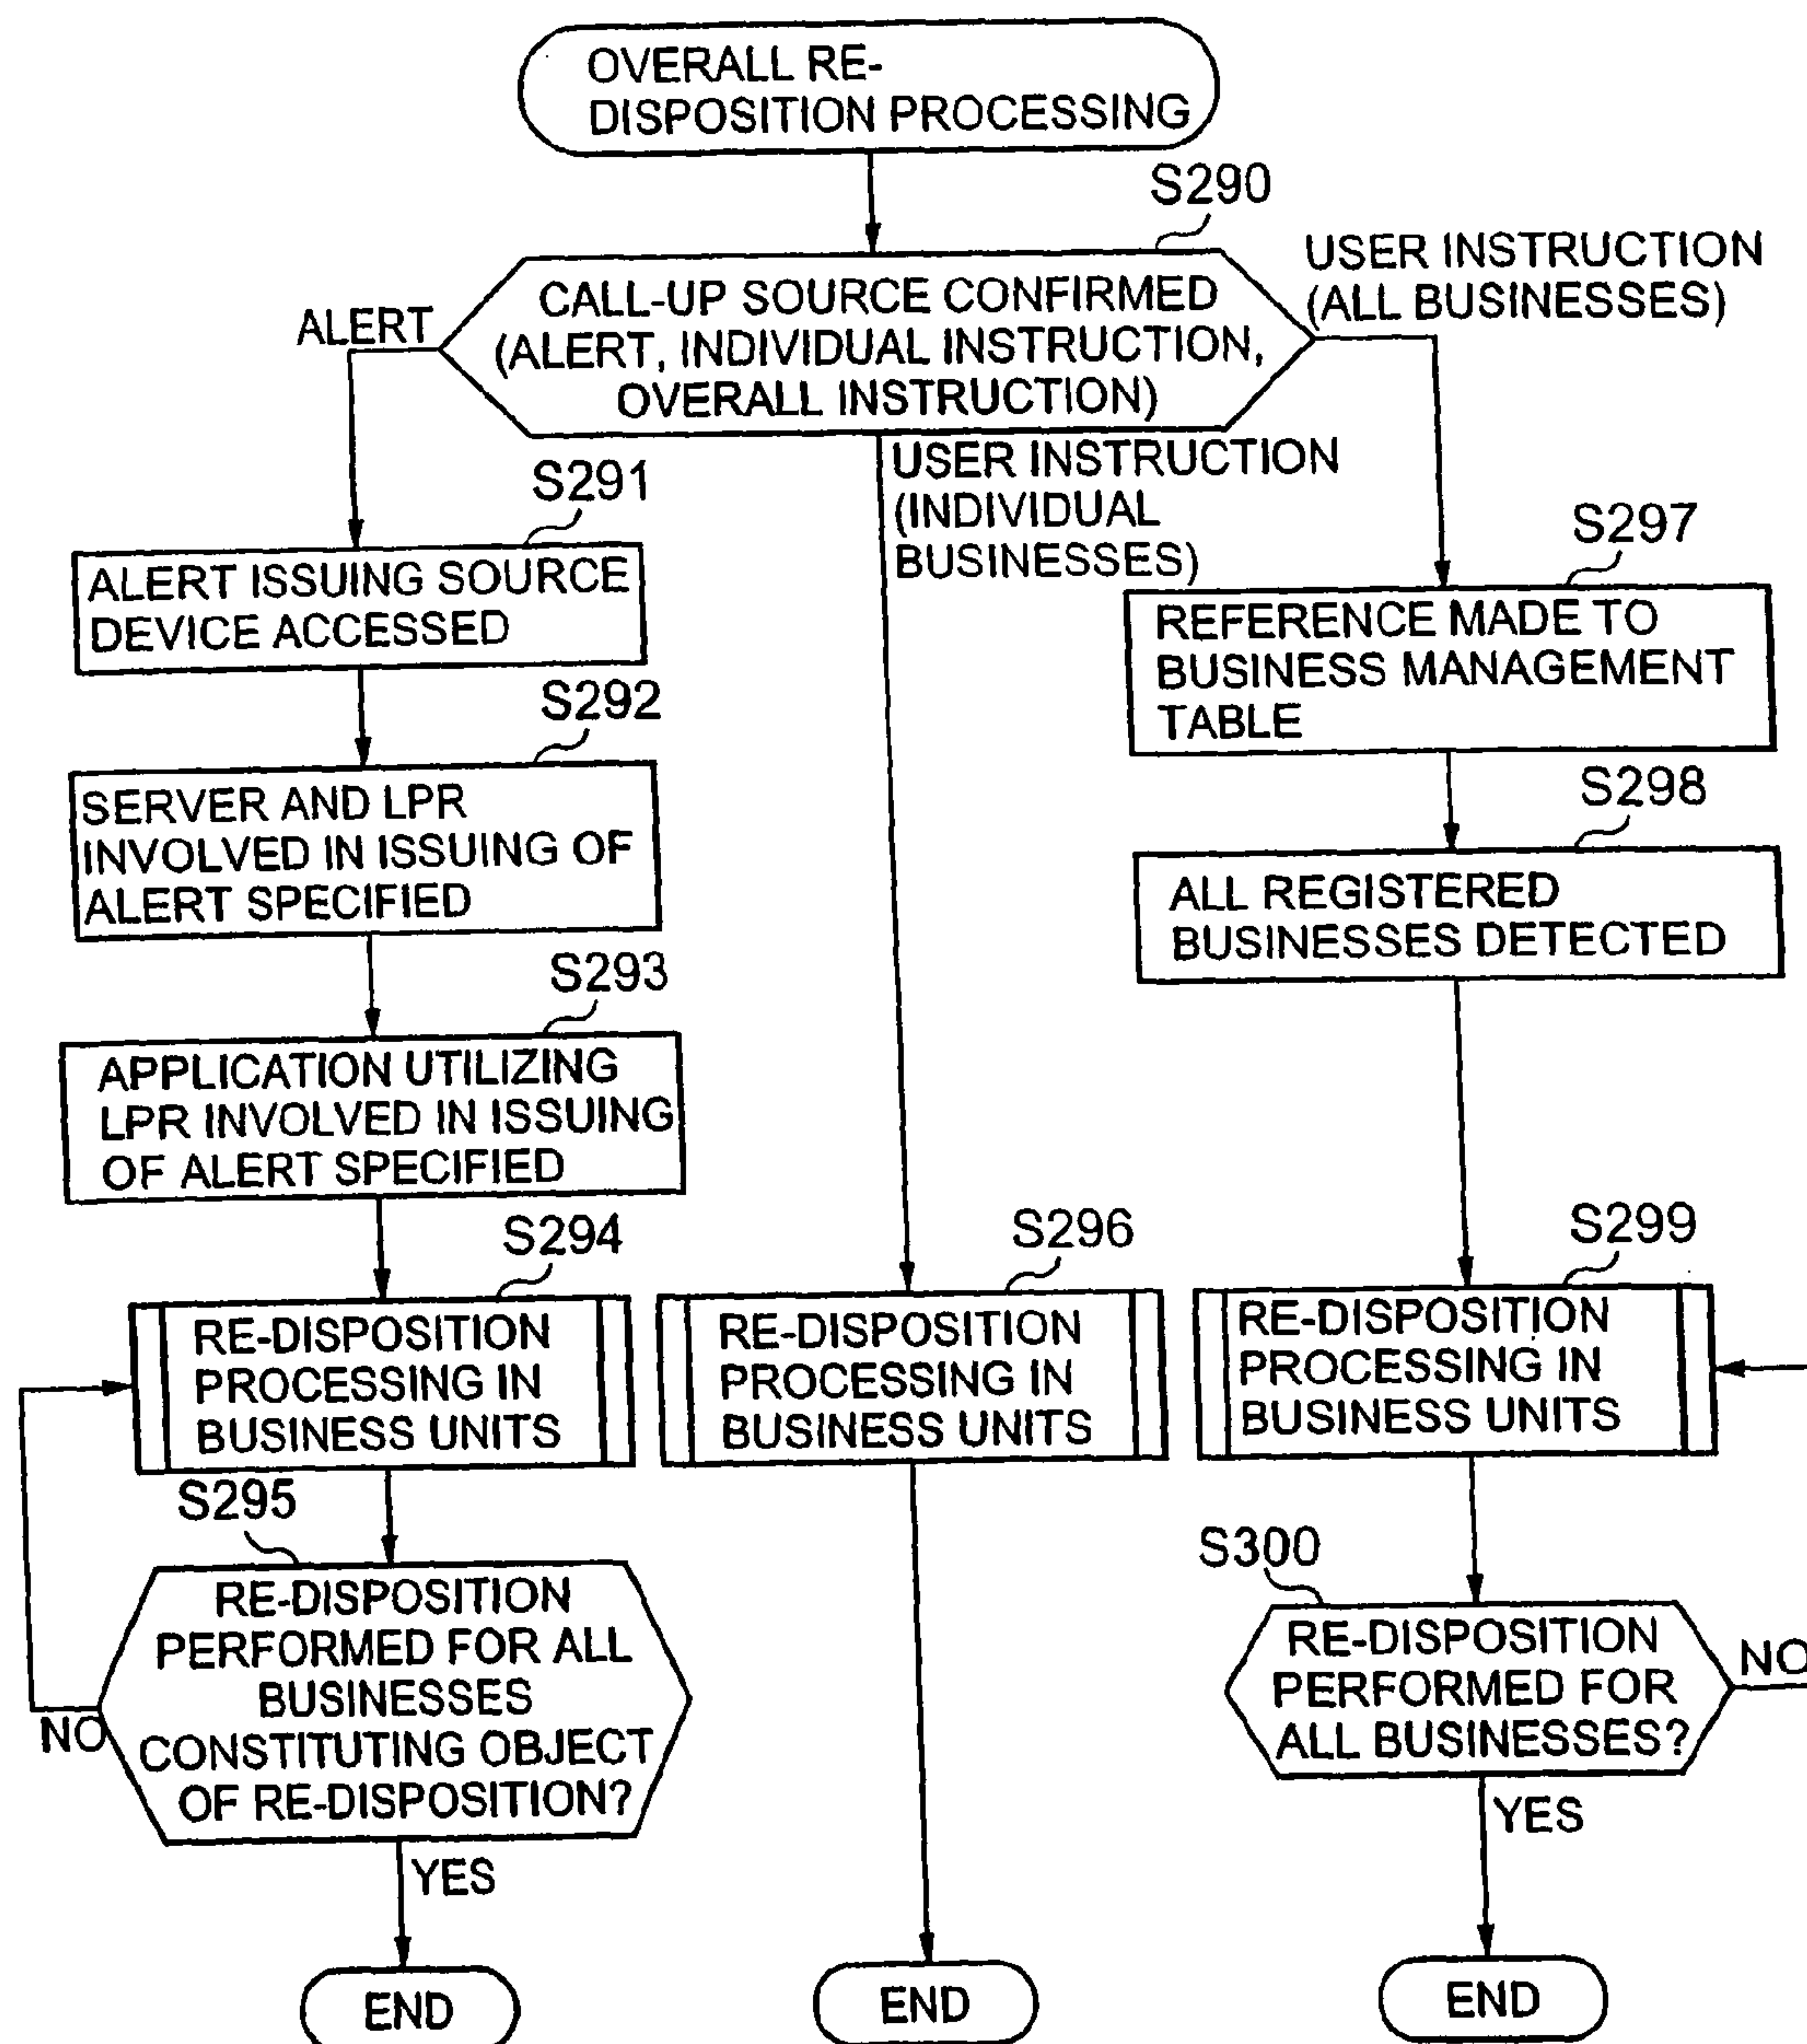 OVERALL RE-
DISPOSITION PROCESSING
S290
CALL-UP SOURCE CONFIRMED
(ALERT, INDIVIDUAL INSTRUCTION,
OVERALL INSTRUCTION)
ALERT
USER INSTRUCTION
(ALL BUSINESSES)
USER INSTRUCTION
(INDIVIDUAL
BUSINESSES)
S291
ALERT ISSUING SOURCE
DEVICE ACCESSED
S292
SERVER AND LPR
INVOLVED IN ISSUING OF
ALERT SPECIFIED
S293
APPLICATION UTILIZING
LPR INVOLVED IN ISSUING
OF ALERT SPECIFIED
S294
RE-DISPOSITION
PROCESSING IN
BUSINESS UNITS
S295
RE-DISPOSITION
PERFORMED FOR ALL
BUSINESSES
CONSTITUTING OBJECT
OF RE-DISPOSITION?
NO
YES
END
S296
RE-DISPOSITION
PROCESSING IN
BUSINESS UNITS
END
S297
REFERENCE MADE TO
BUSINESS MANAGEMENT
TABLE
S298
ALL REGISTERED
BUSINESSES DETECTED
S299
RE-DISPOSITION
PROCESSING IN
BUSINESS UNITS
S300
RE-DISPOSITION
PERFORMED FOR
ALL BUSINESSES?
NO
YES
END